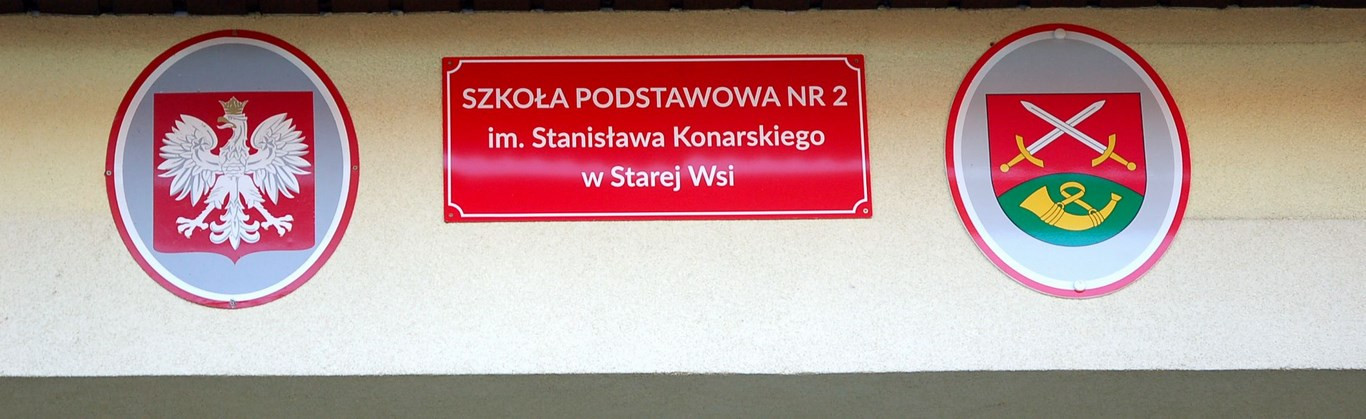 SZKOŁA PODSTAWOWA NR 2
im. Stanisława Konarskiego
w Starej Wsi